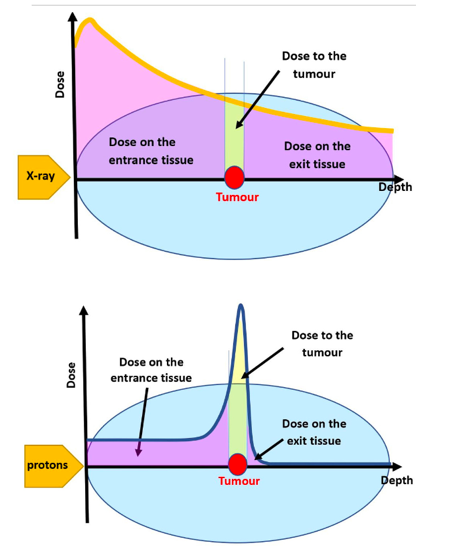 Dose
Dose to the
tumour
Dose on the
entrance tissue
Dose on the
exit tissue
X-ray
Depth
Tumour
Dose
Dose on the
entrance tissue
Dose to the
tumour
Dose on the
exit tissue
protons
Tumour
Depth